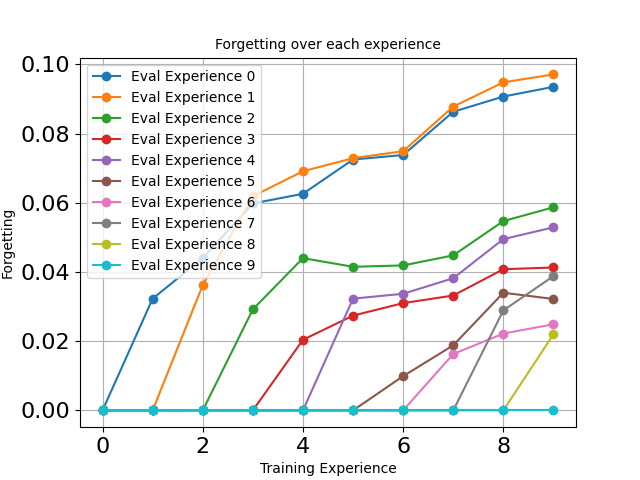 Forgetting over each experience
0.10
0.08
0.06
0.04
0.02
0.00
Forgetting
Eval Experience 0
Eval Experience 1
Eval Experience 2
Eval Experience 3
Eval Experience 4
Eval Experience 5
Eval Experience 6
Eval Experience 7
Eval Experience 8
Eval Experience 9
0 2 4 6 8
Training Experience